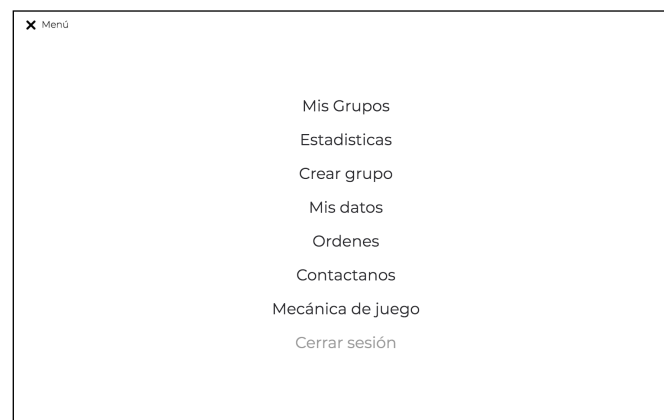 Menú
Mis Grupos
Estadisticas
Crear grupo
Mis datos
Ordenes
Contactanos
Mecánica de juego
Cerrar sesión